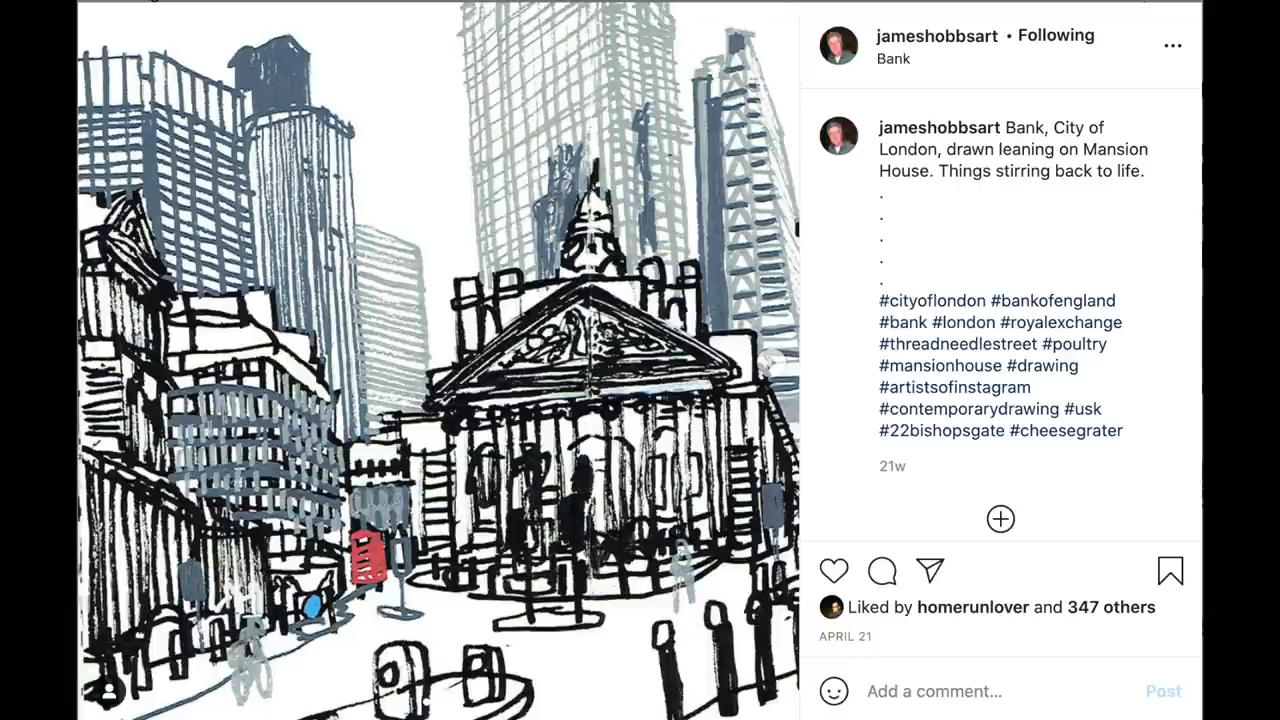 jameshobbsart • Following
Bank
jameshobbsart Bank, City of
London, drawn leaning on Mansion
House. Things stirring back to life.
.
.
.
.
.
#cityoflondon #bankofengland
#bank #london #royalexchange
#threadneedlestreet #poultry
#mansionhouse #drawing
#artistsofinstagram
#contemporarydrawing #usk
#22bishopsgate #cheesegrater
21w
Liked by homerunlover and 347 others
APRIL 21
Add a comment... Post